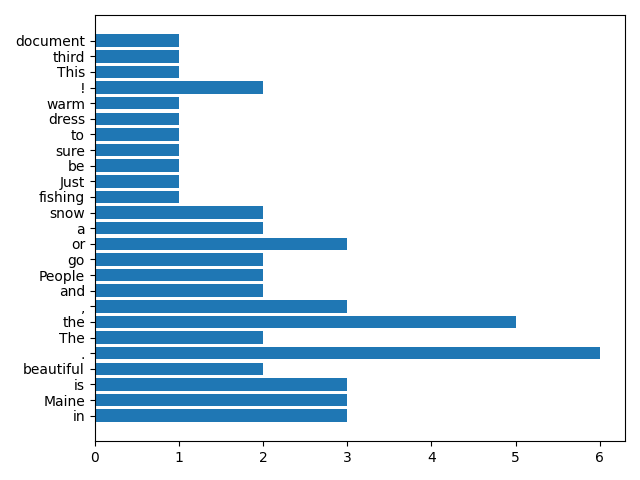 document
third
This
!
warm
dress
to
sure
be
Just
fishing
snow
a
or
go
People
and
,
the
The
.
beautiful
is
Maine
in
0 1 2 3 4 5 6